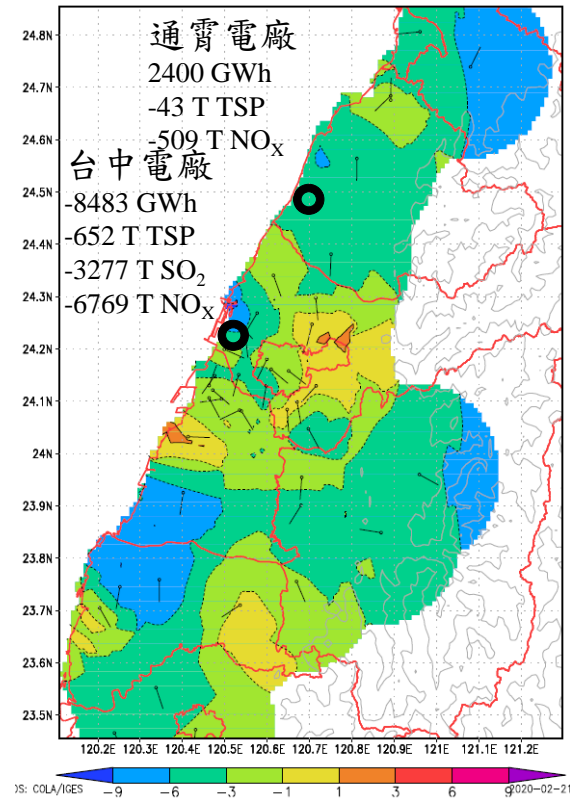 通霄電廠
2400 GWh
-43 T TSP
-509 T NOX
台中電廠
-8483 GWh
-652 T TSP
-3277 T SO2
-6769 T NOX
24.8N
24.7N
24.6N
24.5N
24.4N
24.3N
24.2N
24.1N
24N
23.9N
23.8N
23.7N
23.6N
23.5N
120.2E 120.3E 120.4E 120.5E 120.6E 120.7E 120.8E 120.9E 121E 121.1E 121.2E
-9 -6 -3 -1 1 3 6 9
OS: COLA/IGES
2020-02-21